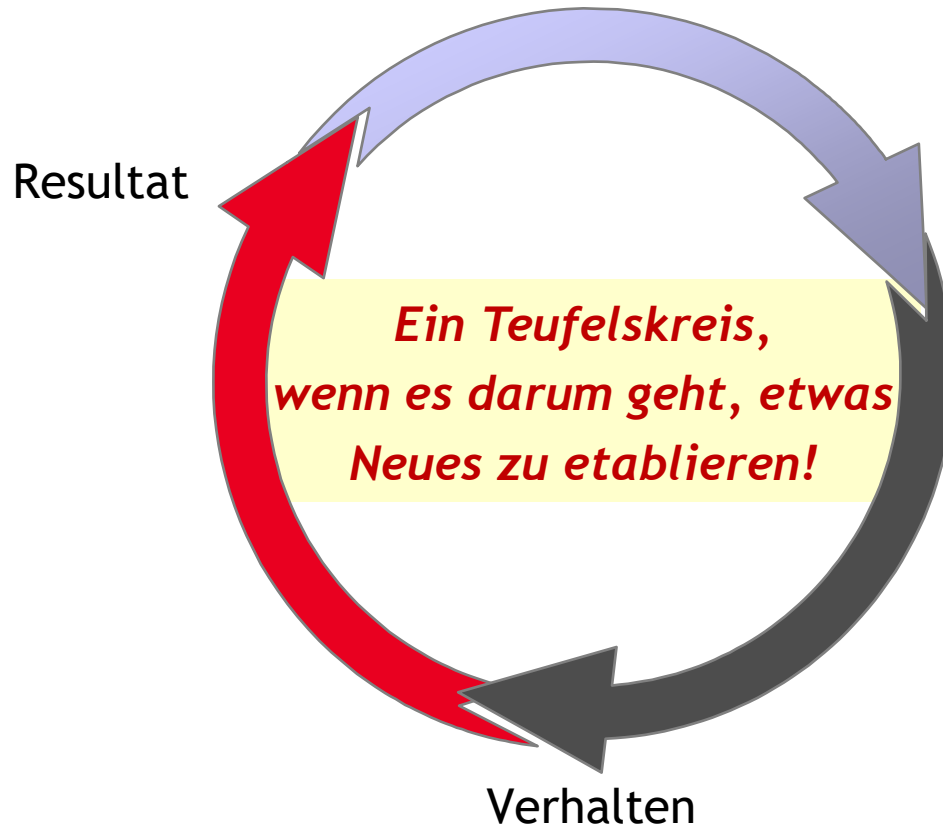 Resultat
Ein Teufelskreis,
wenn es darum geht, etwas
Neues zu etablieren!
Verhalten